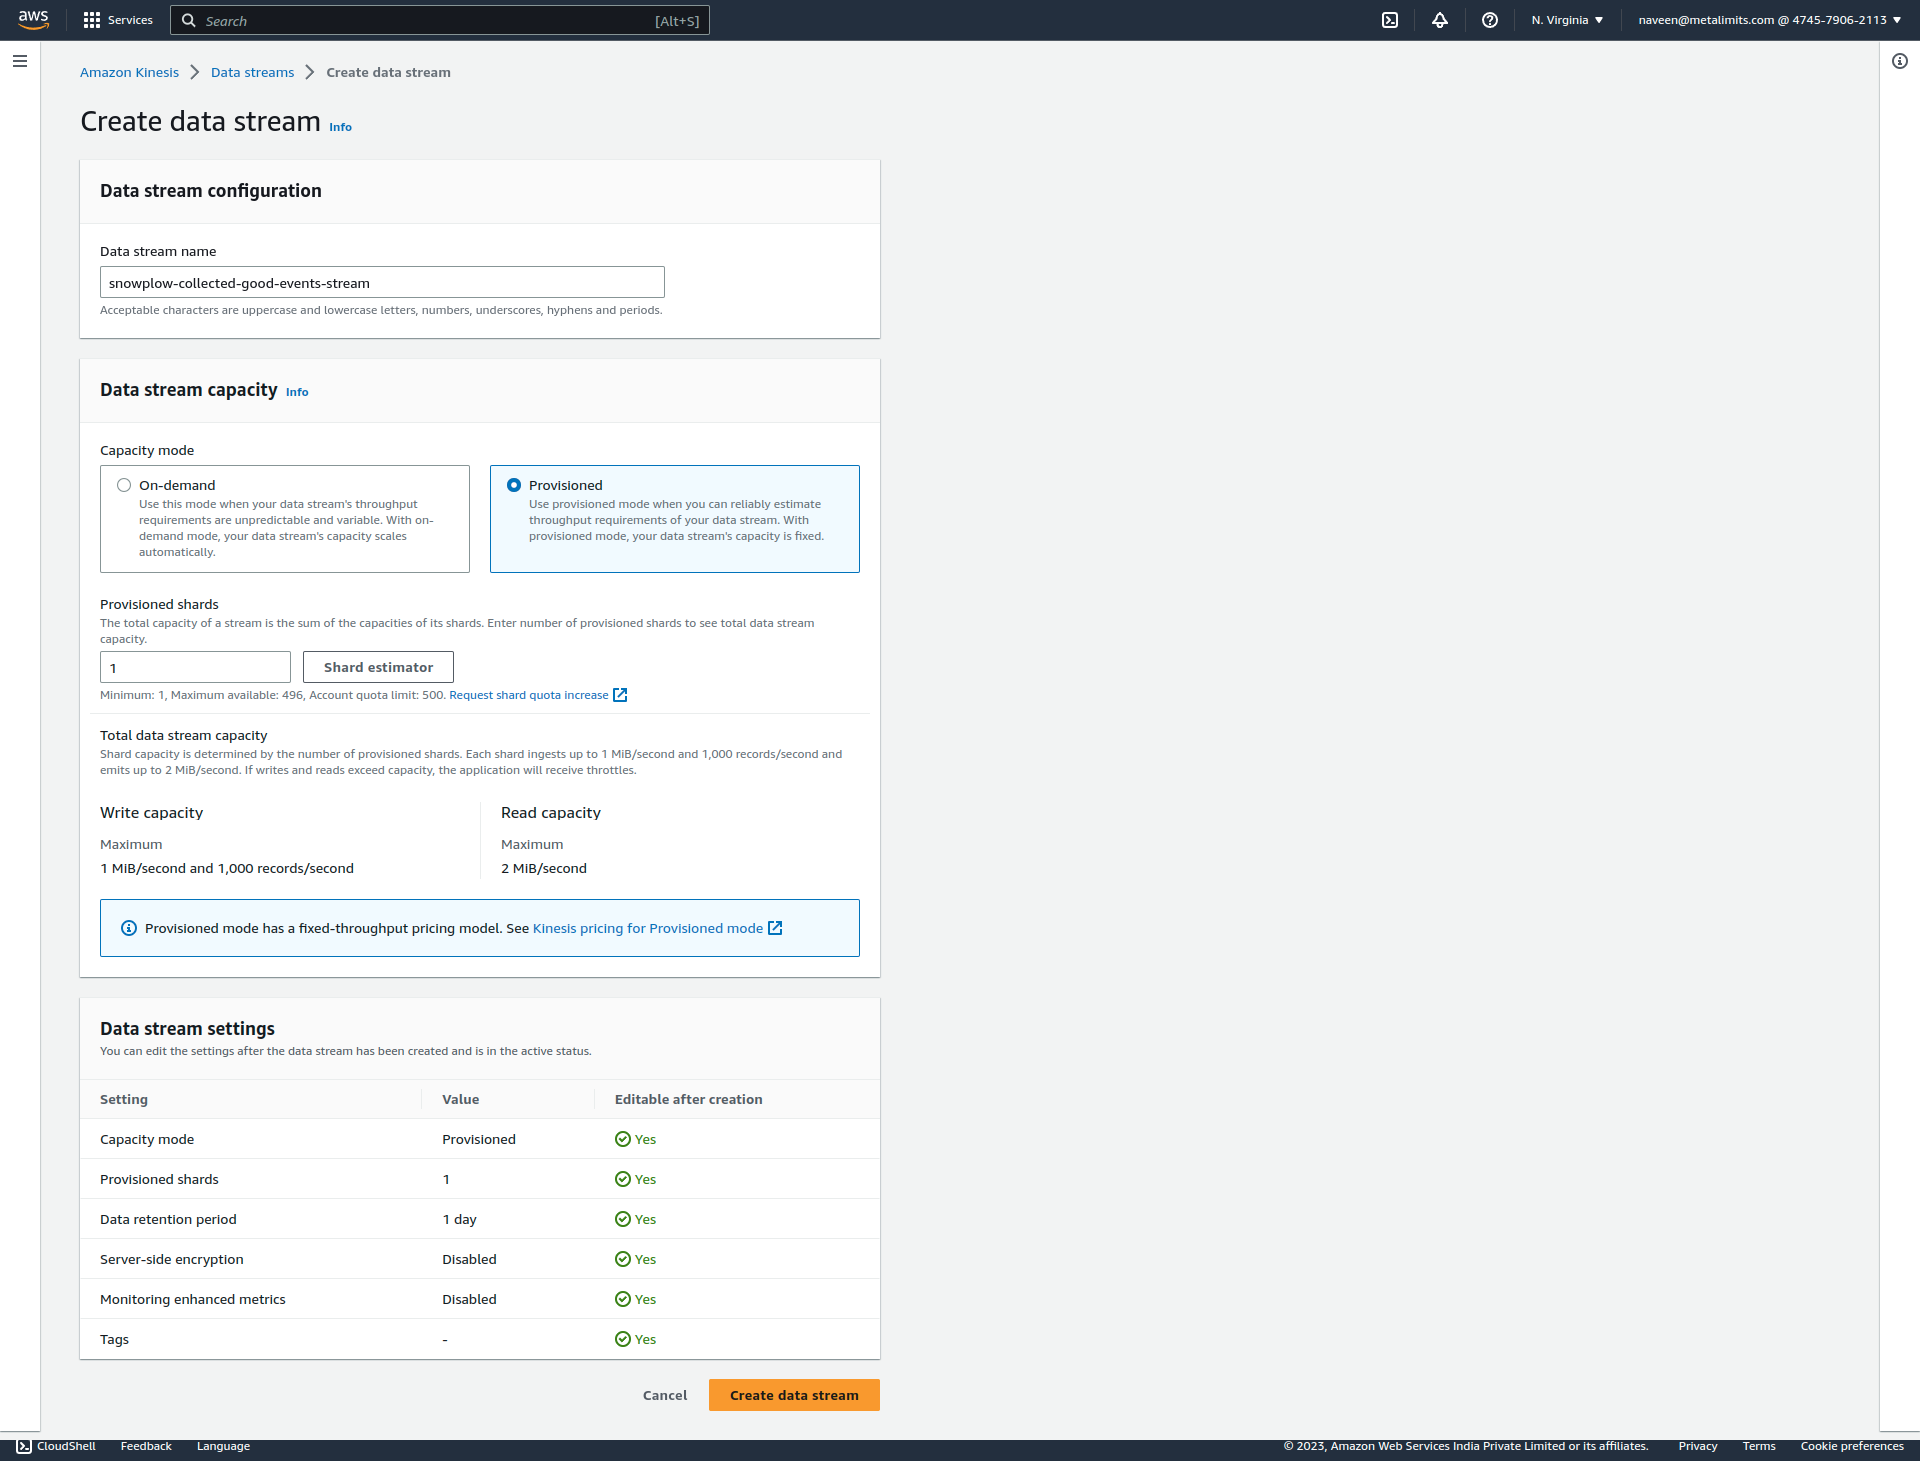 aws
Services
Search
[Alt+S]
N. Virginia
naveen@metalimits.com @ 4745-7906-2113
Amazon Kinesis
Data streams
Create data stream
Create data stream Info
Data stream configuration
Data stream name
snowplow-collected-good-events-stream
Acceptable characters are uppercase and lowercase letters, numbers, underscores, hyphens and periods.
Data stream capacity Info
Capacity mode
On-demand
Use this mode when your data stream's throughput
requirements are unpredictable and variable. With on-
demand mode, your data stream's capacity scales
automatically.
Provisioned
Use provisioned mode when you can reliably estimate
throughput requirements of your data stream. With
provisioned mode, your data stream's capacity is fixed.
Provisioned shards
The total capacity of a stream is the sum of the capacities of its shards. Enter number of provisioned shards to see total data stream
capacity.
1
Shard estimator
Minimum: 1, Maximum available: 496, Account quota limit: 500. Request shard quota increase
Total data stream capacity
Shard capacity is determined by the number of provisioned shards. Each shard ingests up to 1 MiB/second and 1,000 records/second and
emits up to 2 MiB/second. If writes and reads exceed capacity, the application will receive throttles.
Write capacity
Maximum
1 MiB/second and 1,000 records/second
Read capacity
Maximum
2 MiB/second
Provisioned mode has a fixed-throughput pricing model. See Kinesis pricing for Provisioned mode
Data stream settings
You can edit the settings after the data stream has been created and is in the active status.
Setting Value Editable after creation
Capacity mode Provisioned Yes
Provisioned shards 1 Yes
Data retention period 1 day Yes
Server-side encryption Disabled Yes
Monitoring enhanced metrics Disabled Yes
Tags - Yes
Cancel
Create data stream
CloudShell
Feedback
Language
© 2023, Amazon Web Services India Private Limited or its affiliates.
Privacy
Terms
Cookie preferences